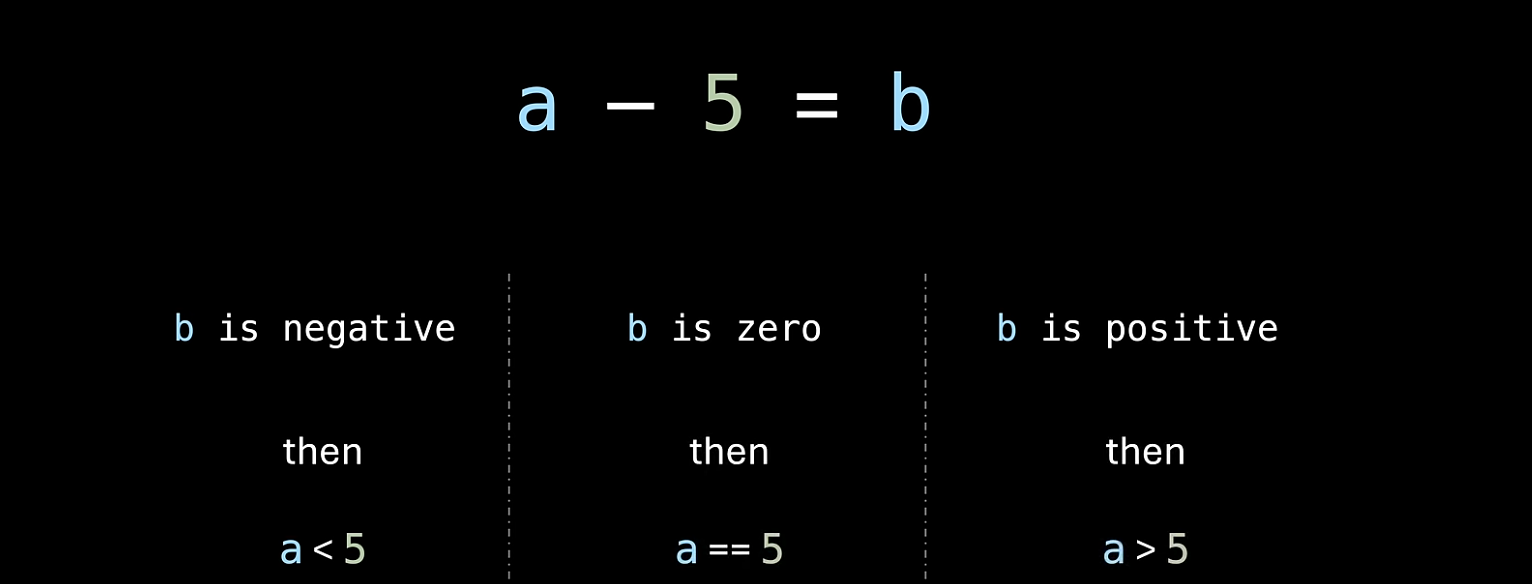 a − 5 = b
b is negative
b is zero
b is positive
then
then
then
a < 5
a == 5
a > 5